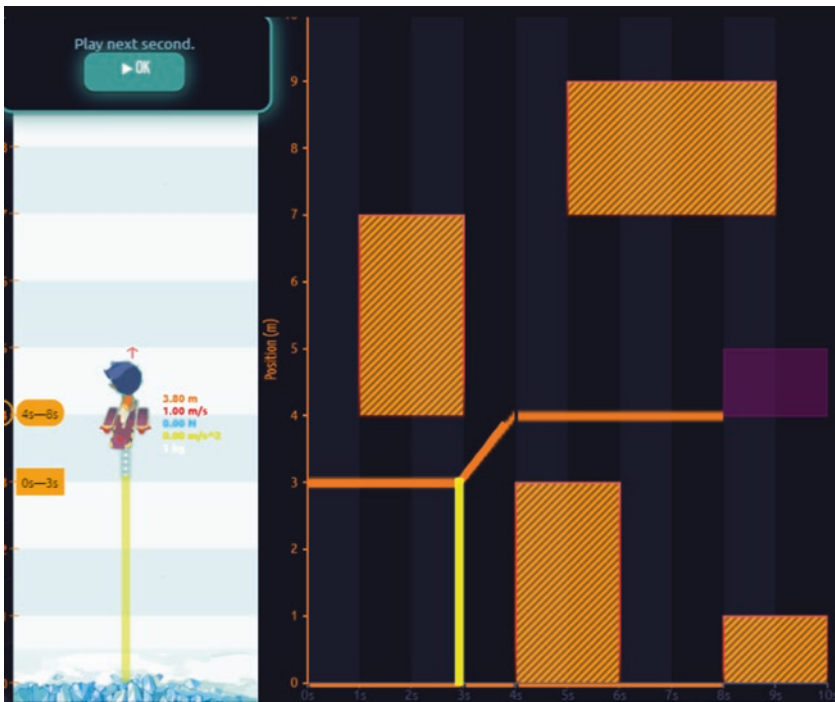 Play next second.
▶ OK
3.80 m
1.00 m/s
0.00 N
0.00 m/s^2
1 kg
4s—8s
0s—3s
Position (m)
9
8
7
6
5
4
3
2
1
0
0s
1s
2s
3s
4s
5s
6s
7s
8s
9s
10s